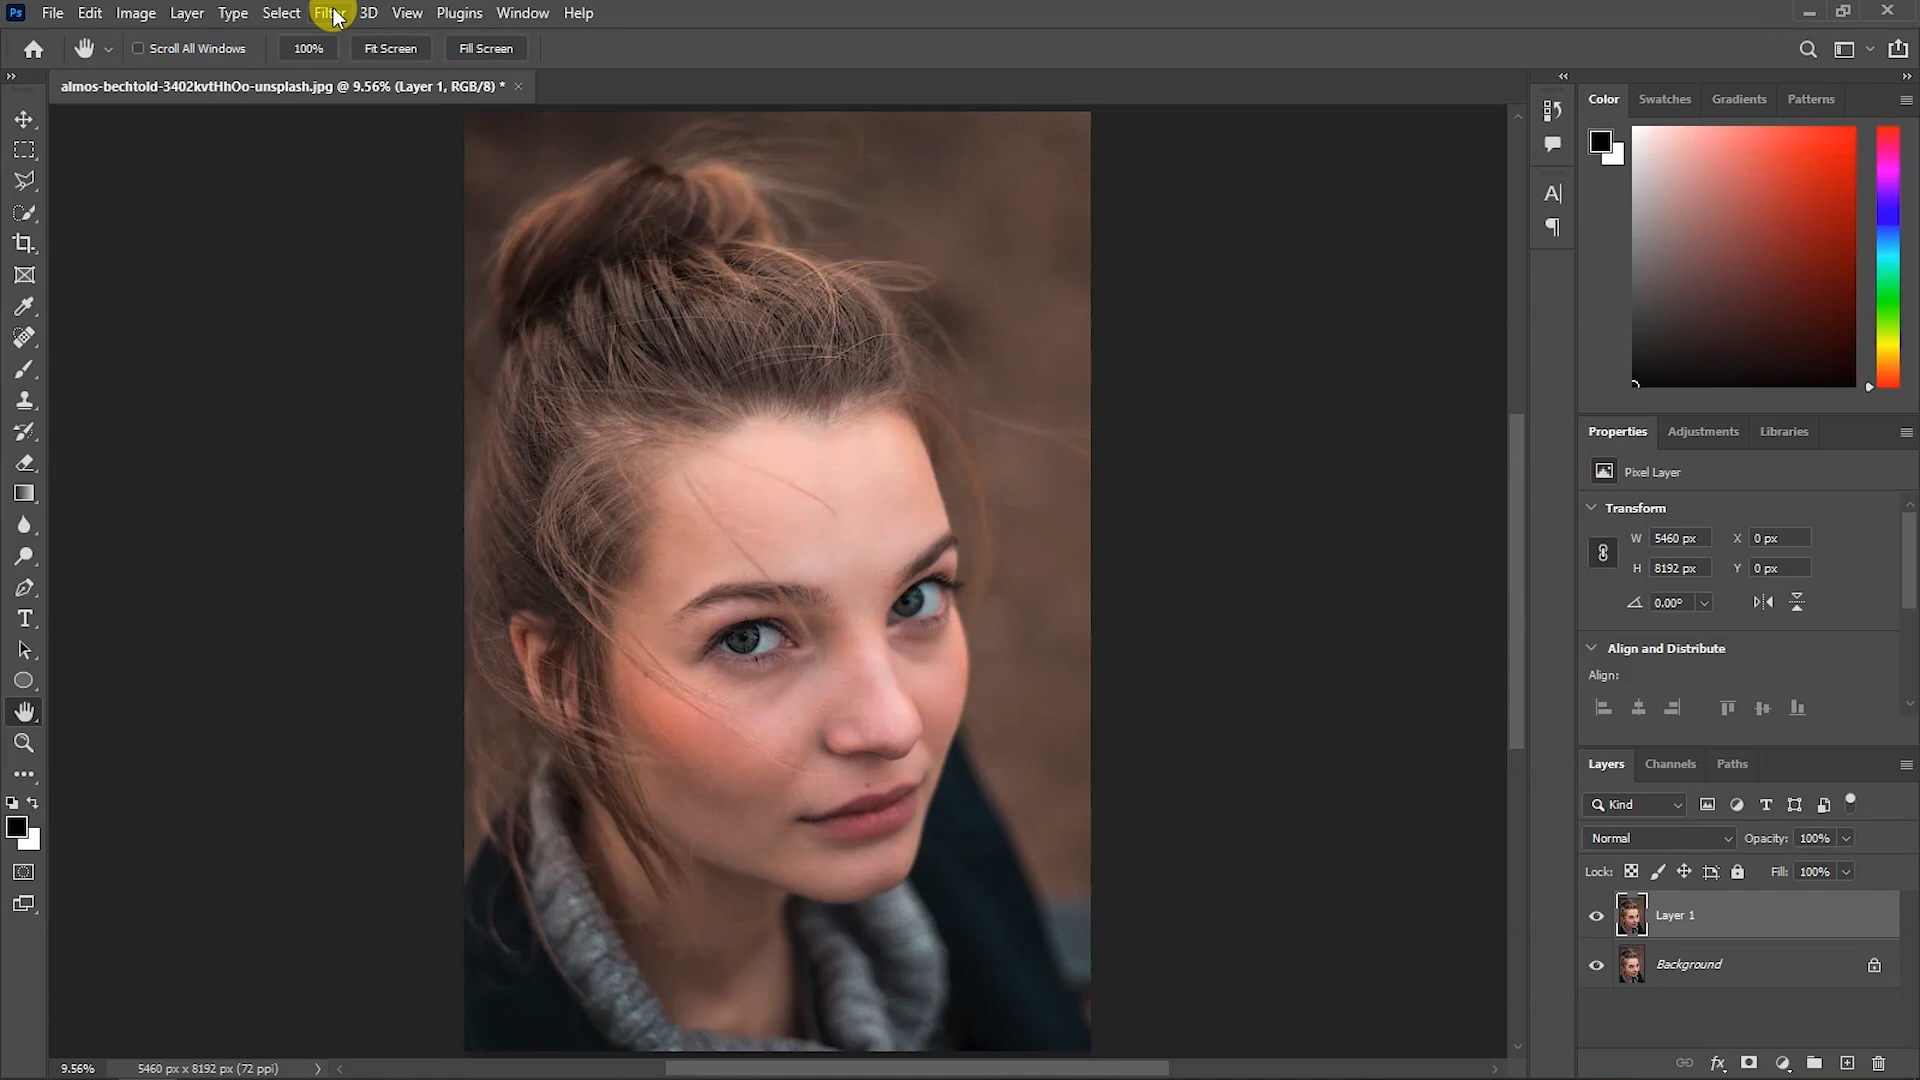 Ps File Edit Image Layer Type Select Filter 3D View Plugins Window Help
Scroll All Windows 100% Fit Screen Fill Screen
almos-bechtold-3402kvtHhOo-unsplash.jpg @ 9.56% (Layer 1, RGB/8) *
Color Swatches Gradients Patterns
Properties Adjustments Libraries
Pixel Layer
Transform
W 5460 px X 0 px
H 8192 px Y 0 px
0.00°
Align and Distribute
Align:
Layers Channels Paths
Kind
Normal Opacity: 100%
Lock: Fill: 100%
Layer 1
Background
9.56% 5460 px x 8192 px (72 ppi)